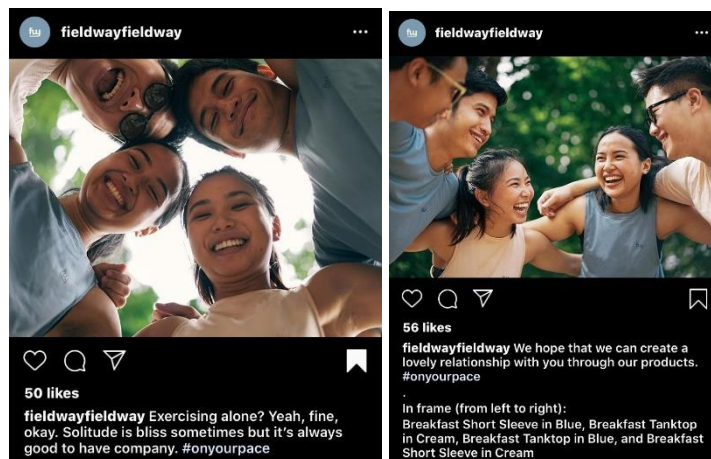 fw
fieldwayfieldway
50 likes
fieldwayfieldway Exercising alone? Yeah, fine,
okay. Solitude is bliss sometimes but it's always
good to have company. #onyourpace
fw
fieldwayfieldway
56 likes
fieldwayfieldway We hope that we can create a
lovely relationship with you through our products.
#onyourpace
.
In frame (from left to right):
Breakfast Short Sleeve in Blue, Breakfast Tanktop
in Cream, Breakfast Tanktop in Blue, and Breakfast
Short Sleeve in Cream